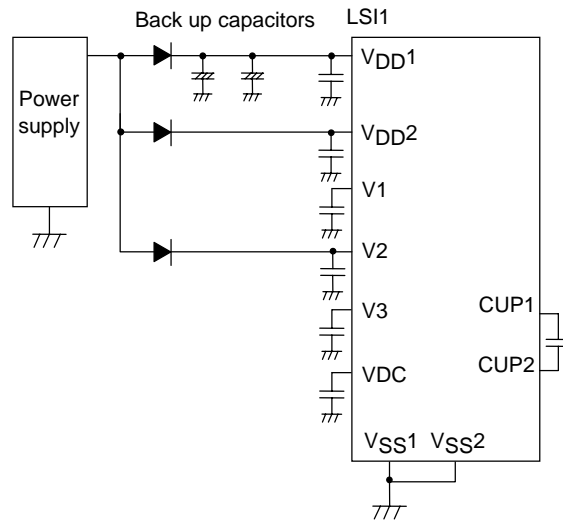 Back up capacitors
LSI1
Power
supply
VDD1
VDD2
V1
V2
V3
VDC
CUP1
CUP2
VSS1
VSS2